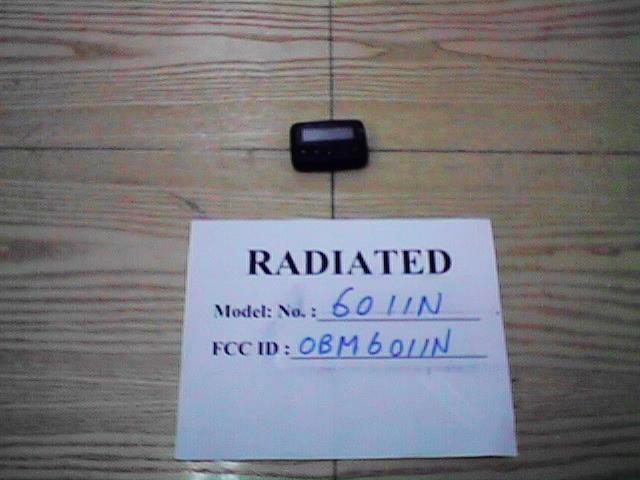 RADIATED
Model: No. : 6011N
FCC ID : OBM6011N